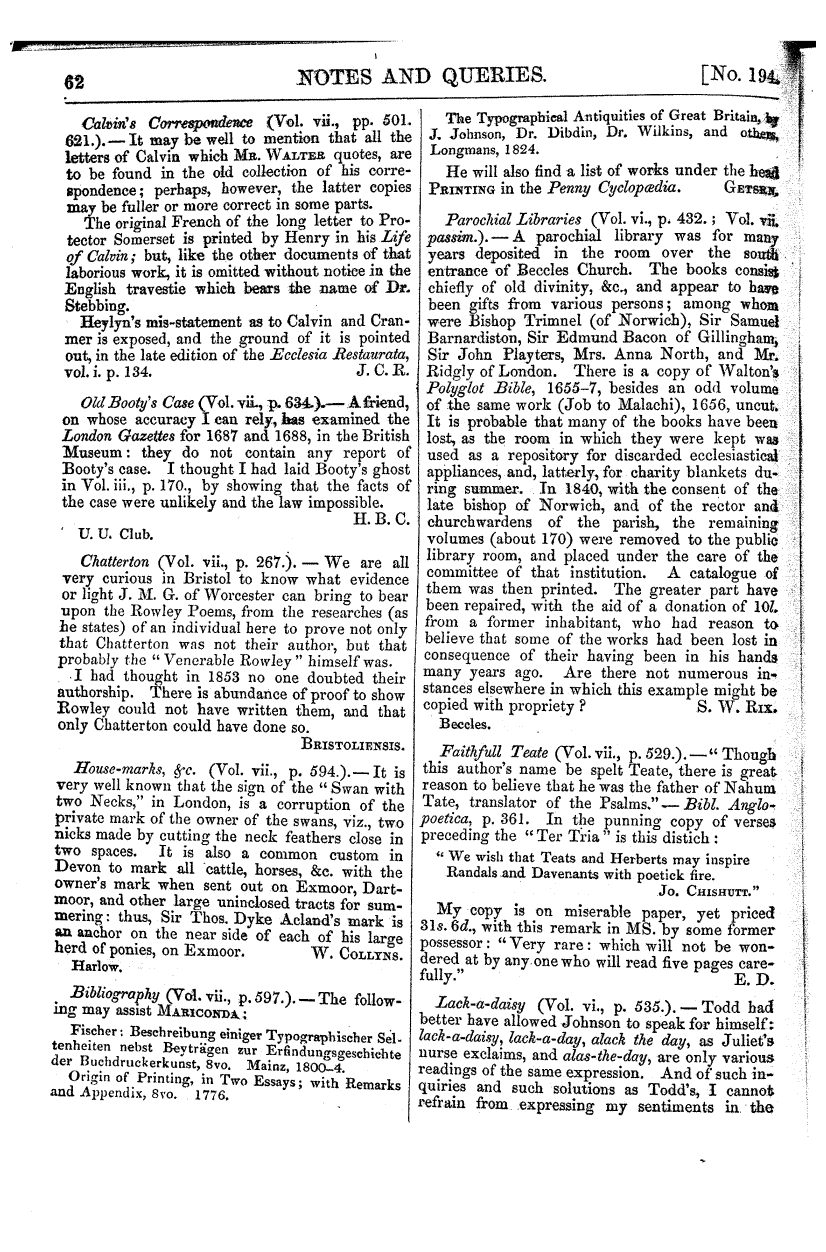 62
NOTES AND QUERIES.
[No. 194.
Calvin's Correspondence (Vol. vii., pp. 501.
621.).—It may be well to mention that all the
letters of Calvin which MR. WALTER quotes, are
to be found in the old collection of his corre-
spondence; perhaps, however, the latter copies
may be fuller or more correct in some parts.
The original French of the long letter to Pro-
tector Somerset is printed by Henry in his Life
of Calvin; but, like the other documents of that
laborious work, it is omitted without notice in the
English travestie which bears the name of Dr.
Stebbing.
Heylyn's mis-statement as to Calvin and Cran-
mer is exposed, and the ground of it is pointed
out, in the late edition of the Ecclesia Restaurata,
vol. i. p. 134. J. C. R.
Old Booty's Case (Vol. vii., p. 634.).—A friend,
on whose accuracy I can rely, has examined the
London Gazettes for 1687 and 1688, in the British
Museum: they do not contain any report of
Booty's case. I thought I had laid Booty's ghost
in Vol. iii., p. 170., by showing that the facts of
the case were unlikely and the law impossible.
H. B. C.
U. U. Club.
Chatterton (Vol. vii., p. 267.).—We are all
very curious in Bristol to know what evidence
or light J. M. G. of Worcester can bring to bear
upon the Rowley Poems, from the researches (as
he states) of an individual here to prove not only
that Chatterton was not their author, but that
probably the "Venerable Rowley" himself was.
I had thought in 1853 no one doubted their
authorship. There is abundance of proof to show
Rowley could not have written them, and that
only Chatterton could have done so.
BRISTOLIENSIS.
House-marks, &c. (Vol. vii., p. 594.).—It is
very well known that the sign of the "Swan with
two Necks," in London, is a corruption of the
private mark of the owner of the swans, viz., two
nicks made by cutting the neck feathers close in
two spaces. It is also a common custom in
Devon to mark all cattle, horses, &c. with the
owner's mark when sent out on Exmoor, Dart-
moor, and other large uninclosed tracts for sum-
mering: thus, Sir Thos. Dyke Acland's mark is
an anchor on the near side of each of his large
herd of ponies, on Exmoor. W. COLLYNS.
Harlow.
Bibliography (Vol. vii., p. 597.).—The follow-
ing may assist MARICONDA:
Fischer: Beschreibung einiger Typographischer Sel-
tenheiten nebst Beyträgen zur Erfindungsgeschichte
der Buchdruckerkunst, 8vo. Mainz, 1800–4.
Origin of Printing, in Two Essays; with Remarks
and Appendix, 8vo. 1776.
The Typographical Antiquities of Great Britain, by
J. Johnson, Dr. Dibdin, Dr. Wilkins, and others,
Longmans, 1824.
He will also find a list of works under the head
PRINTING in the Penny Cyclopædia. GETSRN.
Parochial Libraries (Vol. vi., p. 432.; Vol. vii.
passim.).—A parochial library was for many
years deposited in the room over the south
entrance of Beccles Church. The books consist
chiefly of old divinity, &c., and appear to have
been gifts from various persons; among whom
were Bishop Trimnel (of Norwich), Sir Samuel
Barnardiston, Sir Edmund Bacon of Gillingham,
Sir John Playters, Mrs. Anna North, and Mr.
Ridgly of London. There is a copy of Walton's
Polyglot Bible, 1655–7, besides an odd volume
of the same work (Job to Malachi), 1656, uncut.
It is probable that many of the books have been
lost, as the room in which they were kept was
used as a repository for discarded ecclesiastical
appliances, and, latterly, for charity blankets du-
ring summer. In 1840, with the consent of the
late bishop of Norwich, and of the rector and
churchwardens of the parish, the remaining
volumes (about 170) were removed to the public
library room, and placed under the care of the
committee of that institution. A catalogue of
them was then printed. The greater part have
been repaired, with the aid of a donation of 10l.
from a former inhabitant, who had reason to
believe that some of the works had been lost in
consequence of their having been in his hands
many years ago. Are there not numerous in-
stances elsewhere in which this example might be
copied with propriety? S. W. RIX.
Beccles.
Faithfull Teate (Vol. vii., p. 529.).—"Though
this author's name be spelt Teate, there is great
reason to believe that he was the father of Nahum
Tate, translator of the Psalms."—Bibl. Anglo-
poetica, p. 361. In the punning copy of verses
preceding the "Ter Tria" is this distich:
"We wish that Teats and Herberts may inspire
Randals and Davenants with poetick fire.
Jo. CHISHUTT."
My copy is on miserable paper, yet priced
31s. 6d., with this remark in MS. by some former
possessor: "Very rare: which will not be won-
dered at by any one who will read five pages care-
fully." E. D.
Lack-a-daisy (Vol. vi., p. 535.).—Todd had
better have allowed Johnson to speak for himself:
lack-a-daisy, lack-a-day, alack the day, as Juliet's
nurse exclaims, and alas-the-day, are only various
readings of the same expression. And of such in-
quiries and such solutions as Todd's, I cannot
refrain from expressing my sentiments in the